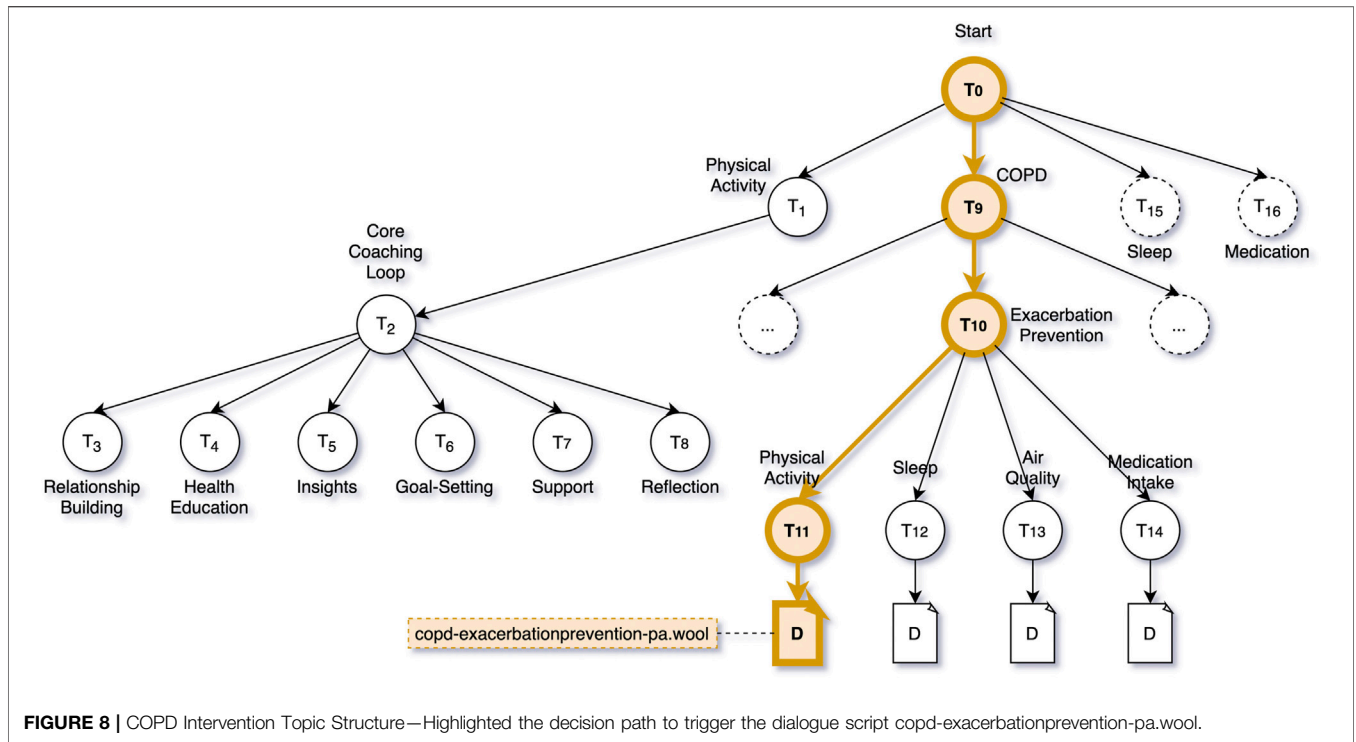 Start
T0
Physical
Activity
T1
COPD
T9
T15
Sleep
T16
Medication
Core
Coaching
Loop
T2
...
T10
Exacerbation
Prevention
...
T3
Relationship
Building
T4
Health
Education
T5
Insights
T6
Goal-Setting
T7
Support
T8
Reflection
Physical
Activity
T11
Sleep
T12
Air
Quality
T13
Medication
Intake
T14
copd-exacerbationprevention-pa.wool
D
D
D
D
FIGURE 8 | COPD Intervention Topic Structure—Highlighted the decision path to trigger the dialogue script copd-exacerbationprevention-pa.wool.